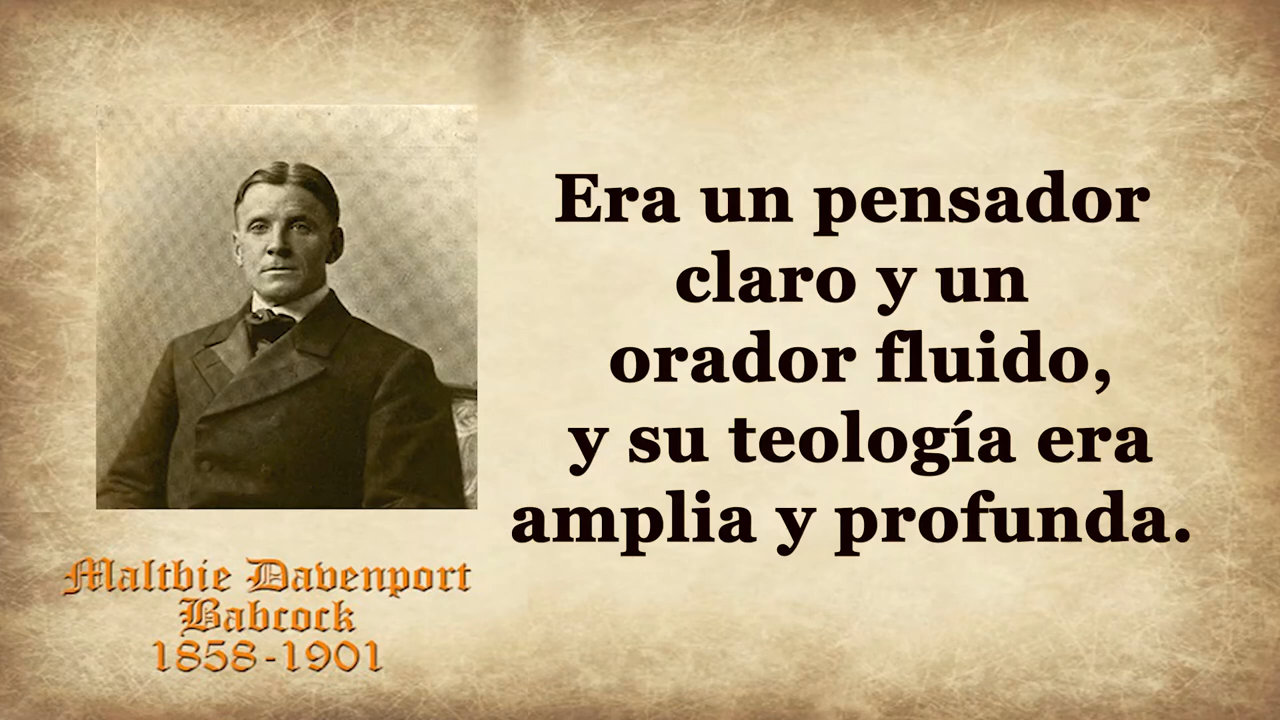 Era un pensador
claro y un
orador fluido,
y su teología era
amplia y profunda.
Maltbie Davenport
Babcock
1858-1901